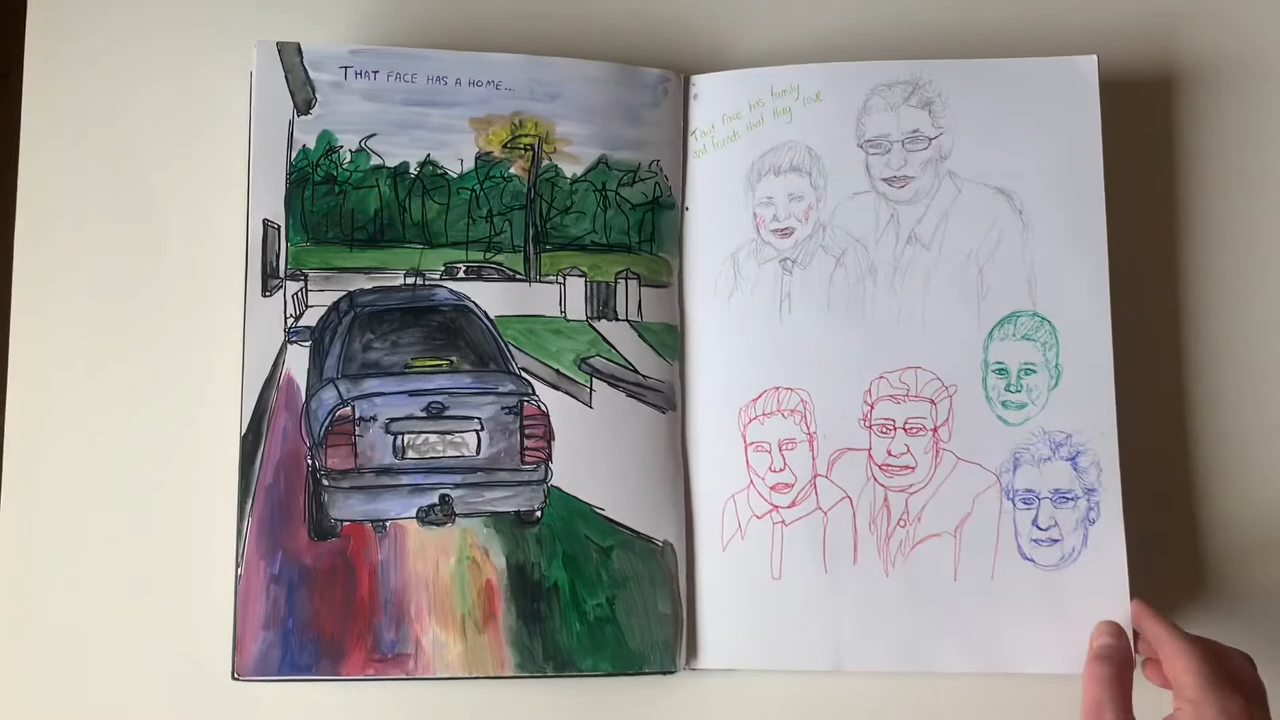 THAT FACE HAS A HOME...
That face has family
and friends that they love